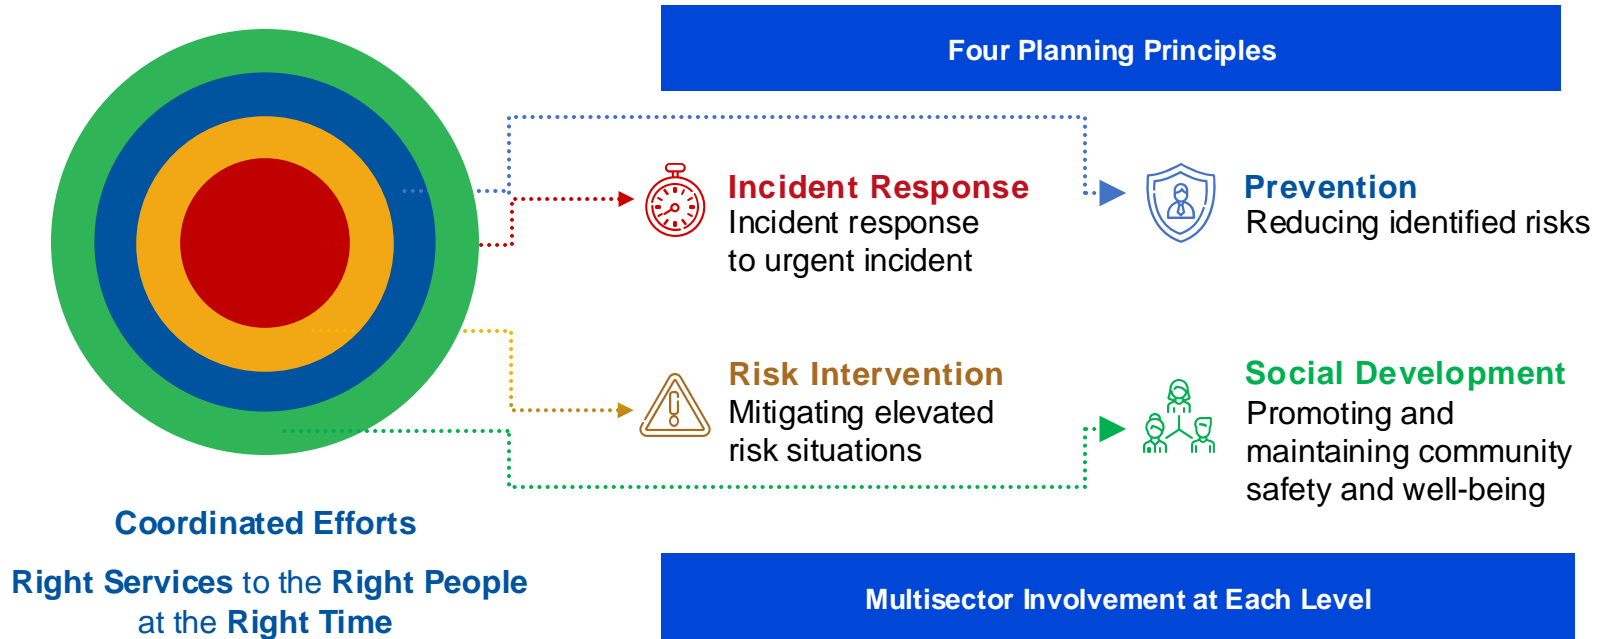 Four Planning Principles
Incident Response
Incident response
to urgent incident
Prevention
Reducing identified risks
Risk Intervention
Mitigating elevated
risk situations
Social Development
Promoting and
maintaining community
safety and well-being
Coordinated Efforts
Right Services to the Right People
at the Right Time
Multisector Involvement at Each Level